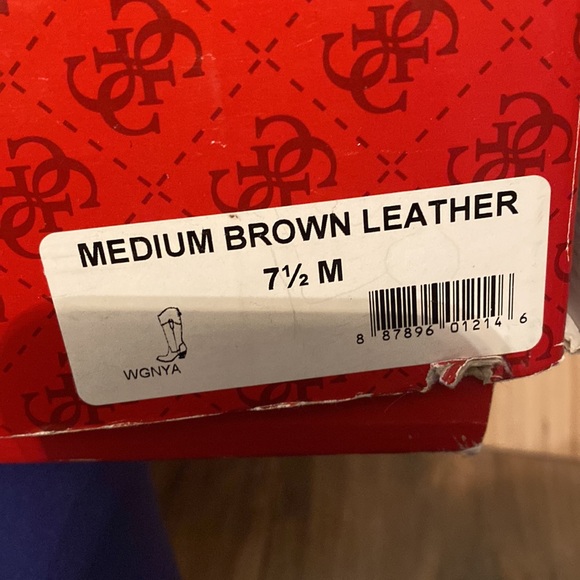 MEDIUM BROWN LEATHER
7½ M
8 87896 01214 6
WGNYA